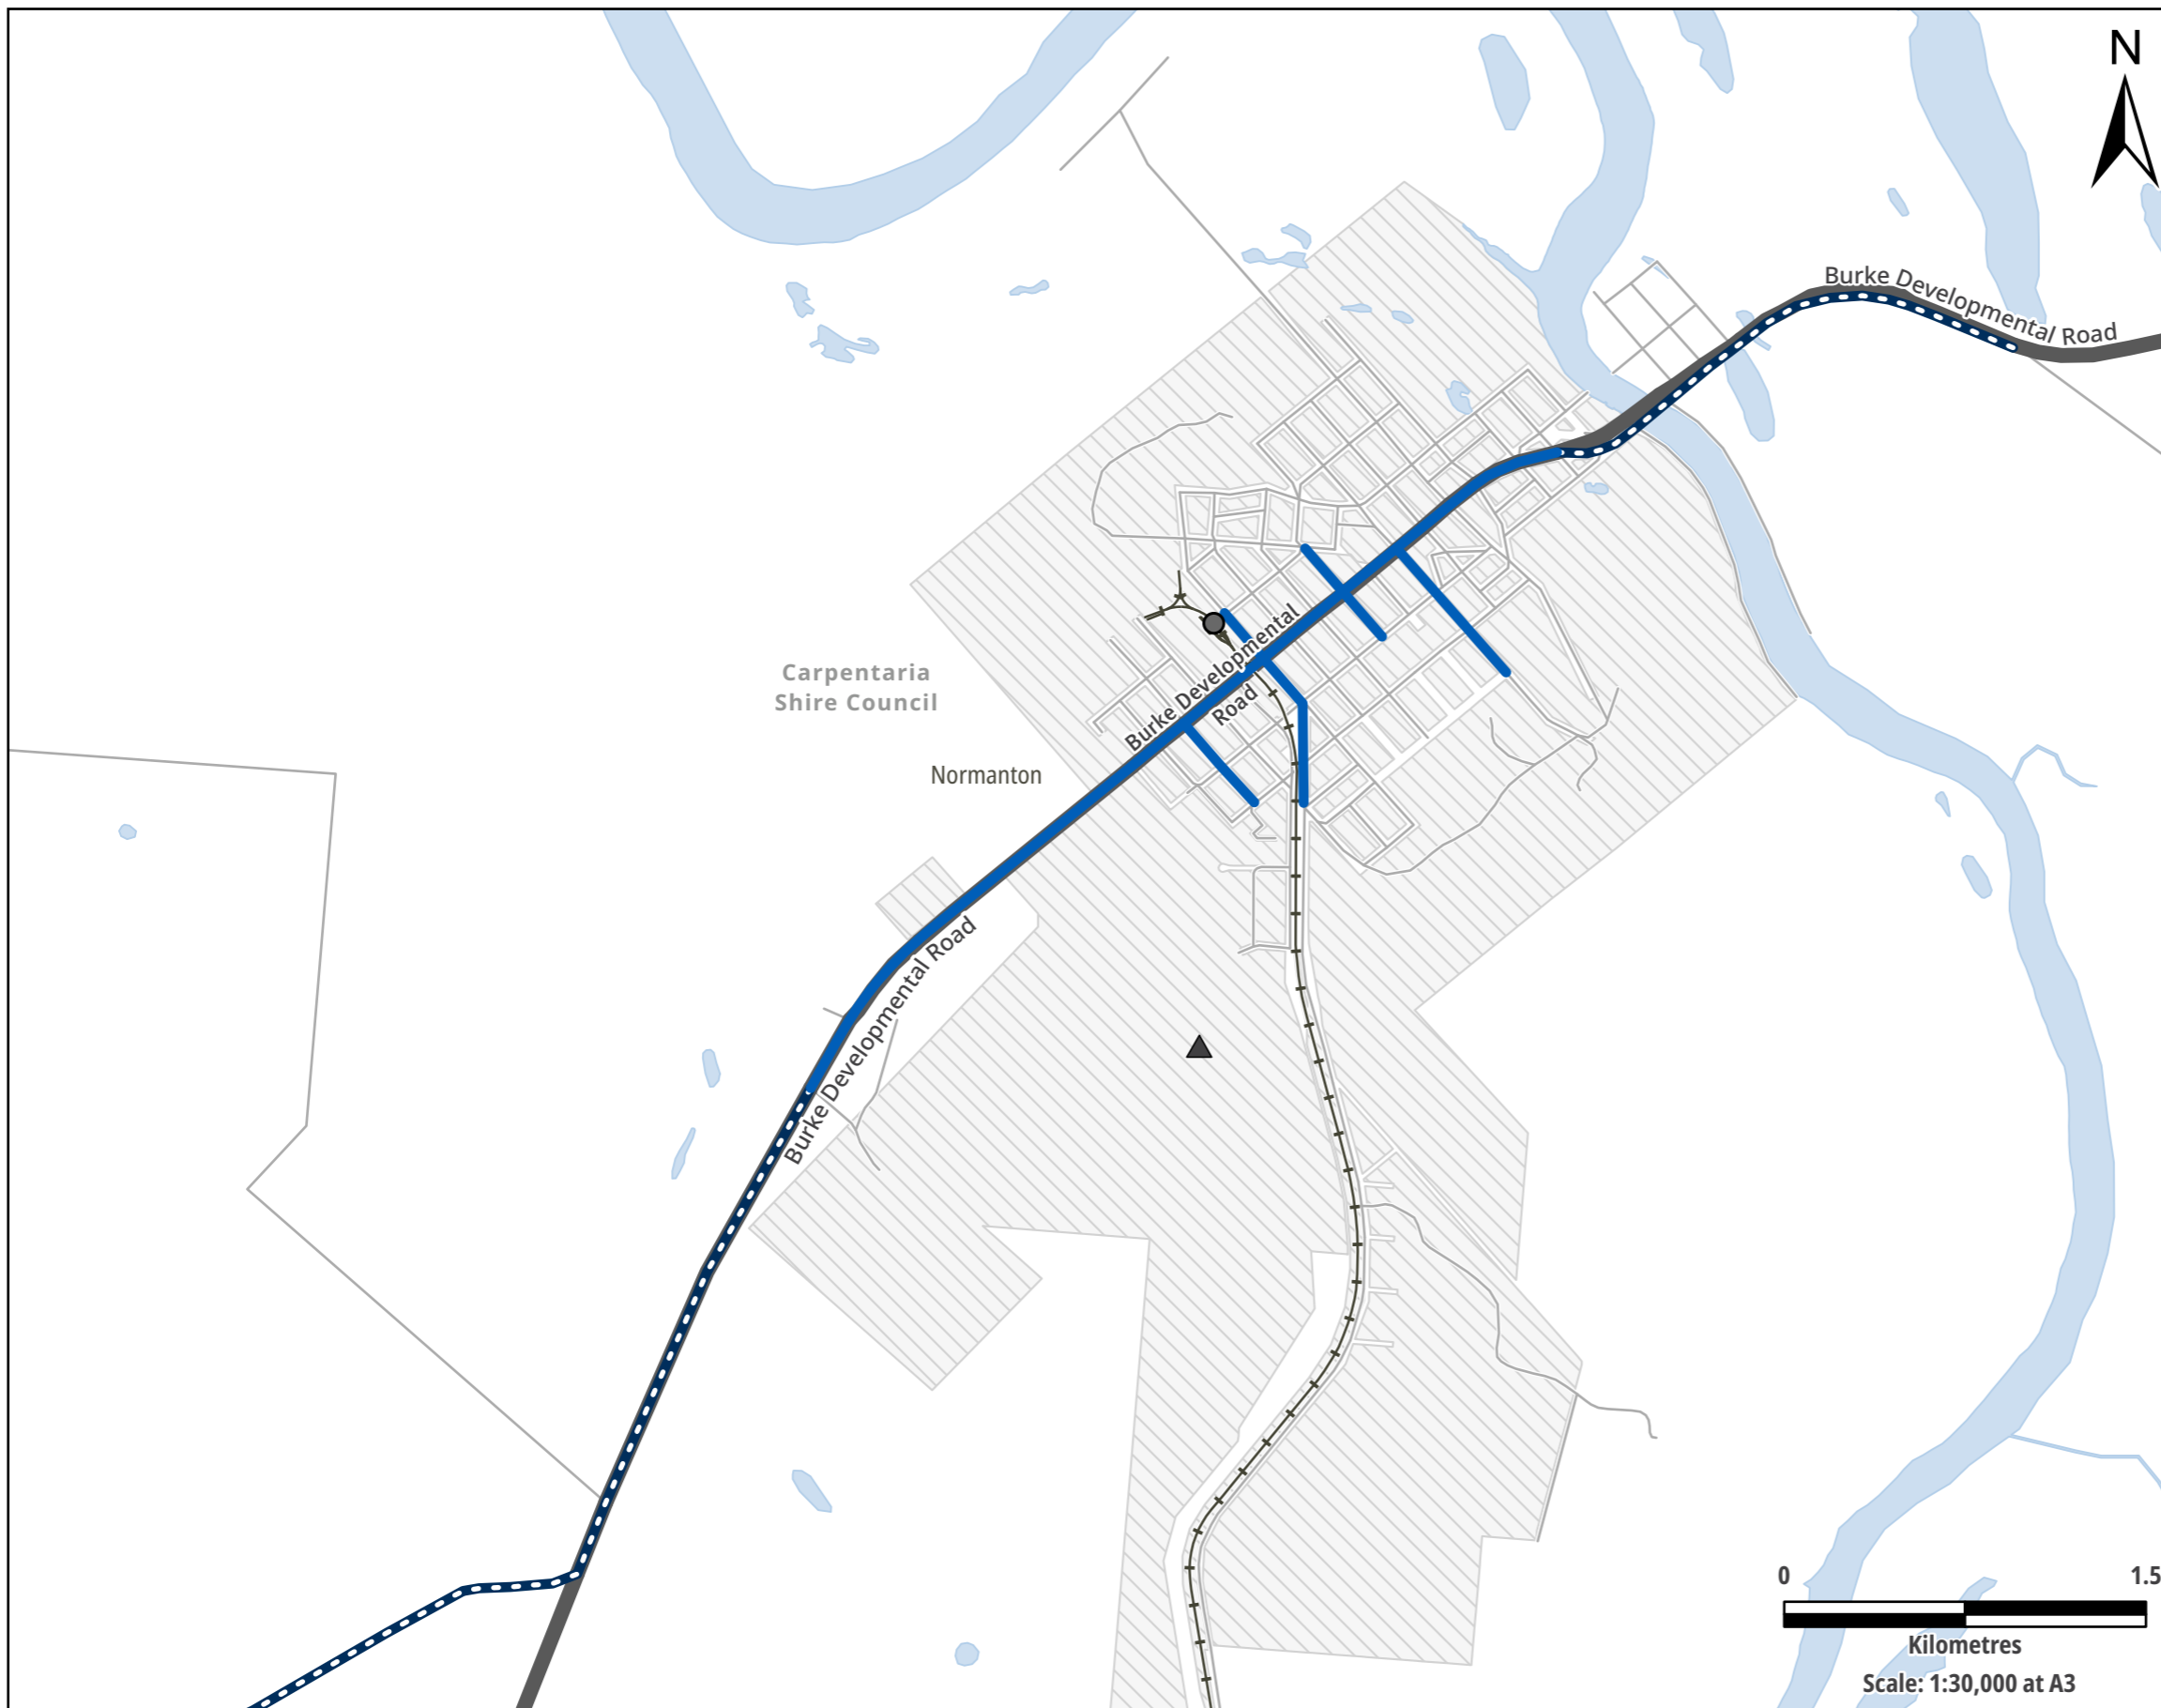 N
Burke Developmental Road
Burke Developmental
Road
Carpentaria
Shire Council
Normanton
Burke Developmental Road
0
1.5
Kilometres
Scale: 1:30,000 at A3